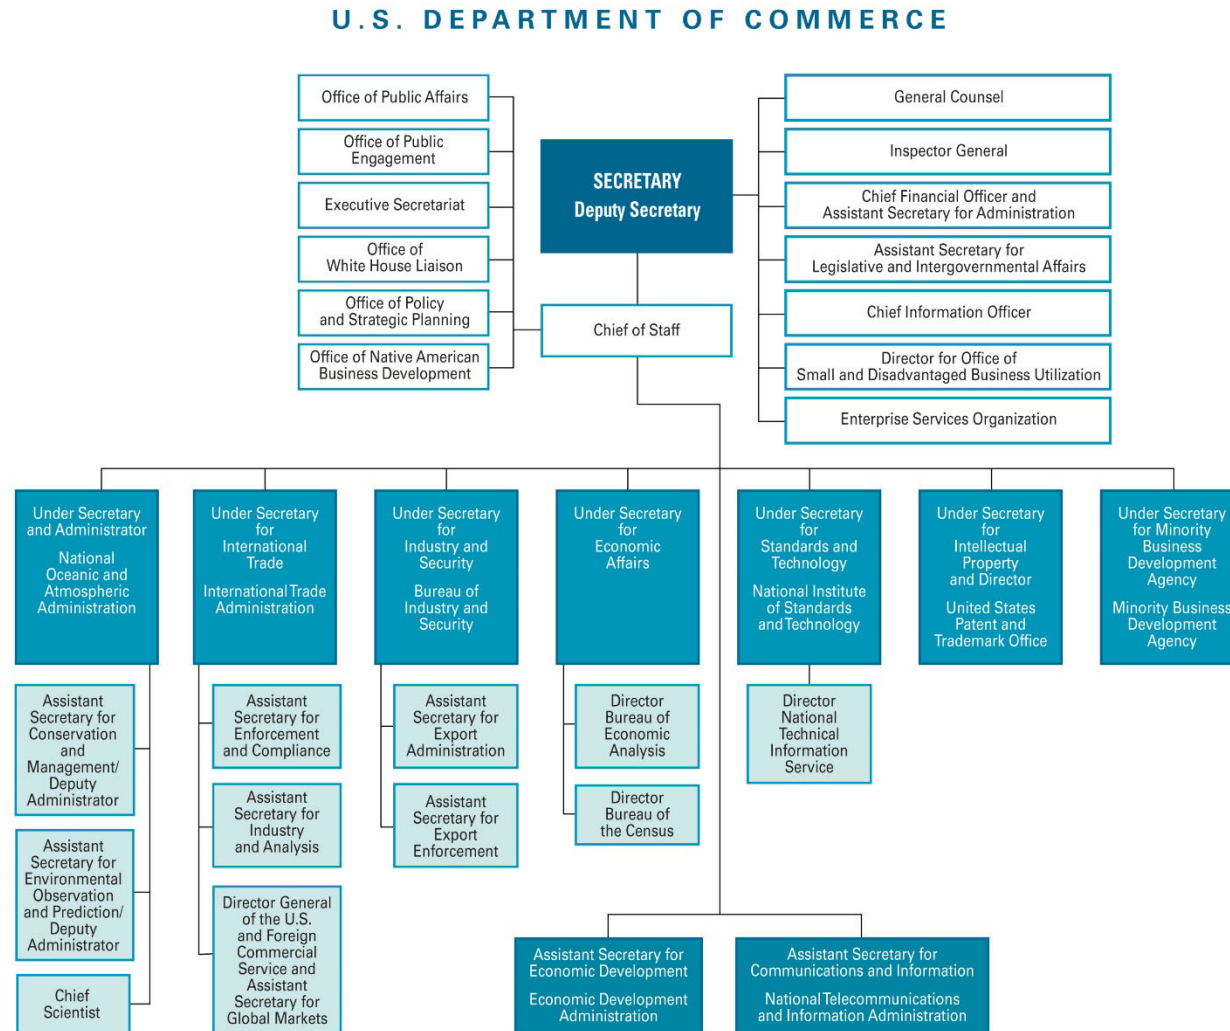 U.S. DEPARTMENT OF COMMERCE
Office of Public Affairs
Office of Public
Engagement
Executive Secretariat
Office of
White House Liaison
Office of Policy
and Strategic Planning
Office of Native American
Business Development
SECRETARY
Deputy Secretary
Chief of Staff
General Counsel
Inspector General
Chief Financial Officer and
Assistant Secretary for Administration
Assistant Secretary for
Legislative and Intergovernmental Affairs
Chief Information Officer
Director for Office of
Small and Disadvantaged Business Utilization
Enterprise Services Organization
Under Secretary
and Administrator
National
Oceanic and
Atmospheric
Administration
Under Secretary
for
International
Trade
International Trade
Administration
Under Secretary
for
Industry and
Security
Bureau of
Industry and
Security
Under Secretary
for
Economic
Affairs
Under Secretary
for
Standards and
Technology
National Institute
of Standards
and Technology
Under Secretary
for
Intellectual
Property
and Director
United States
Patent and
Trademark Office
Under Secretary
for Minority
Business
Development
Agency
Minority Business
Development
Agency
Assistant
Secretary for
Conservation
and
Management/
Deputy
Administrator
Assistant
Secretary for
Environmental
Observation
and Prediction/
Deputy
Administrator
Chief
Scientist
Assistant
Secretary for
Enforcement
and Compliance
Assistant
Secretary for
Industry
and Analysis
Director General
of the U.S.
and Foreign
Commercial
Service and
Assistant
Secretary for
Global Markets
Assistant
Secretary for
Export
Administration
Assistant
Secretary for
Export
Enforcement
Director
Bureau of
Economic
Analysis
Director
Bureau of
the Census
Director
National
Technical
Information
Service
Assistant Secretary for
Economic Development
Economic Development
Administration
Assistant Secretary for
Communications and Information
National Telecommunications
and Information Administration